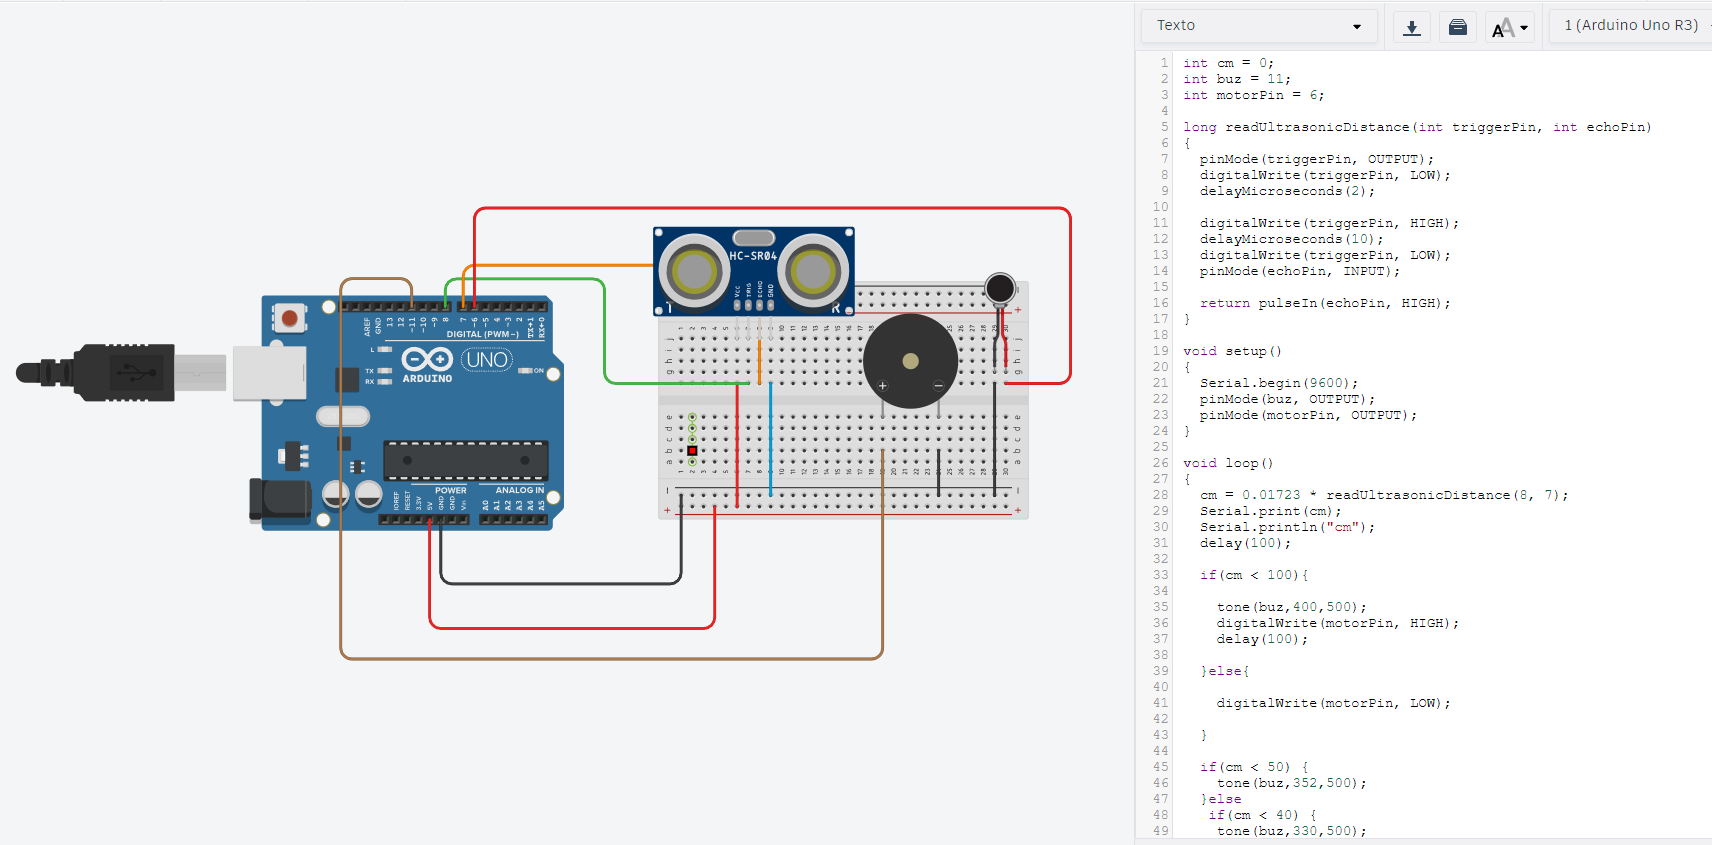 Texto
1 (Arduino Uno R3)
HC-SR04
VCC
TRIG
ECHO
GND
T
R
AREF
GND
13
12
~11
~10
~9
8
7
~6
~5
4
~3
2
TX→1
RX←0
DIGITAL (PWM~)
L
TX
RX
ARDUINO
UNO
ON
POWER
ANALOG IN
IOREF
RESET
3.3V
5V
GND
GND
Vin
A0
A1
A2
A3
A4
A5
1 int cm = 0;
2 int buz = 11;
3 int motorPin = 6;
4
5 long readUltrasonicDistance(int triggerPin, int echoPin)
6 {
7 pinMode(triggerPin, OUTPUT);
8 digitalWrite(triggerPin, LOW);
9 delayMicroseconds(2);
10
11 digitalWrite(triggerPin, HIGH);
12 delayMicroseconds(10);
13 digitalWrite(triggerPin, LOW);
14 pinMode(echoPin, INPUT);
15
16 return pulseIn(echoPin, HIGH);
17 }
18
19 void setup()
20 {
21 Serial.begin(9600);
22 pinMode(buz, OUTPUT);
23 pinMode(motorPin, OUTPUT);
24 }
25
26 void loop()
27 {
28 cm = 0.01723 * readUltrasonicDistance(8, 7);
29 Serial.print(cm);
30 Serial.println("cm");
31 delay(100);
32
33 if(cm < 100){
34
35 tone(buz,400,500);
36 digitalWrite(motorPin, HIGH);
37 delay(100);
38
39 }else{
40
41 digitalWrite(motorPin, LOW);
42
43 }
44
45 if(cm < 50) {
46 tone(buz,352,500);
47 }else
48 if(cm < 40) {
49 tone(buz,330,500);